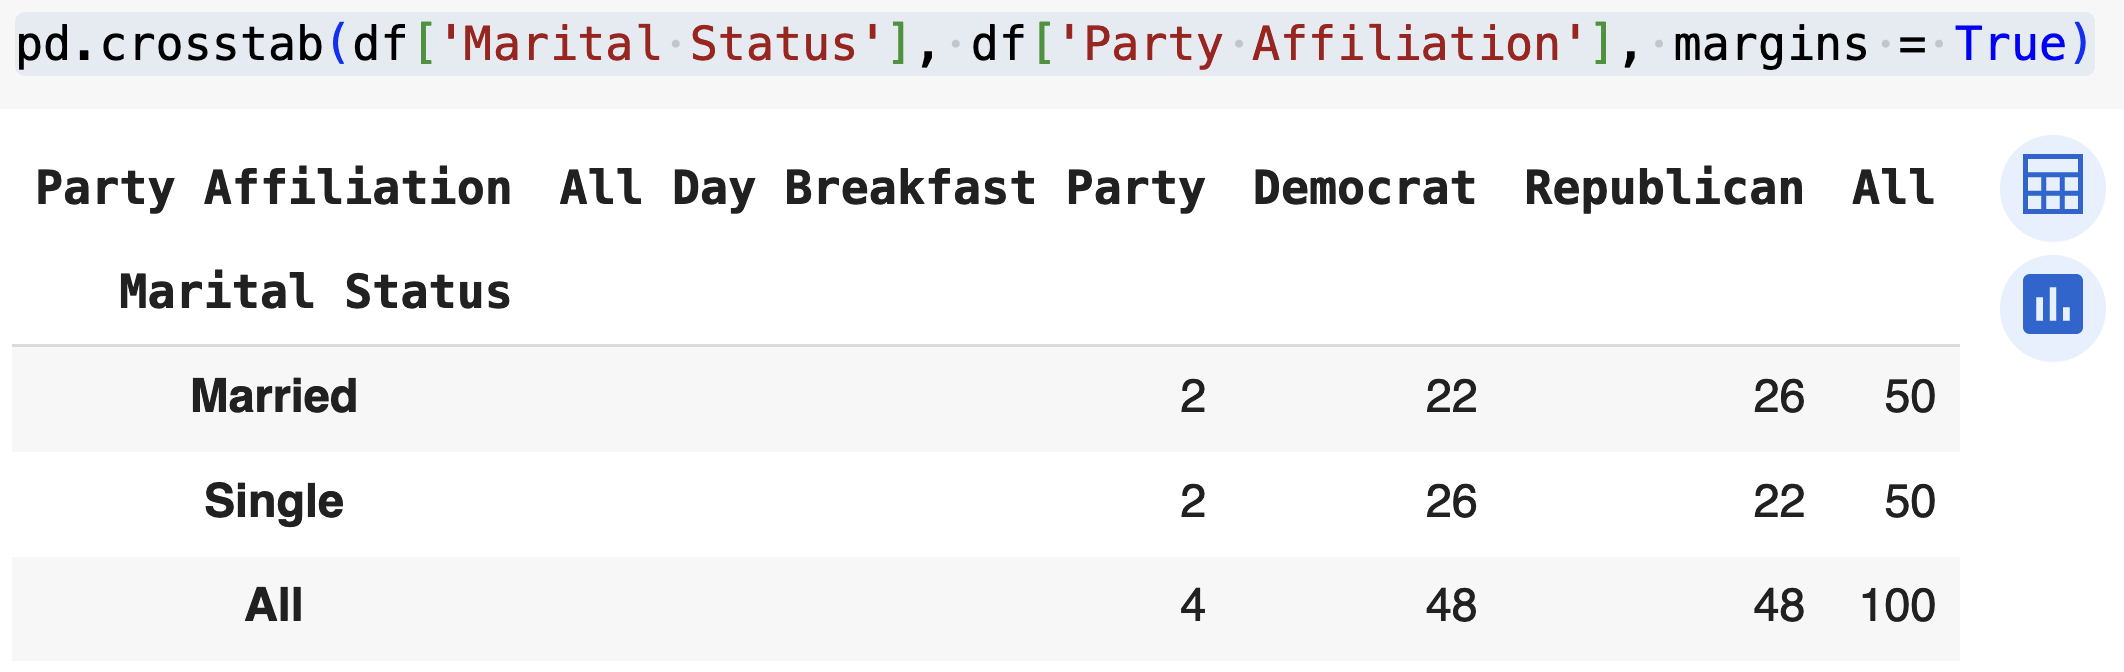 pd.crosstab(df['Marital Status'], df['Party Affiliation'], margins = True)
Party Affiliation All Day Breakfast Party Democrat Republican All
Marital Status
Married 2 22 26 50
Single 2 26 22 50
All 4 48 48 100